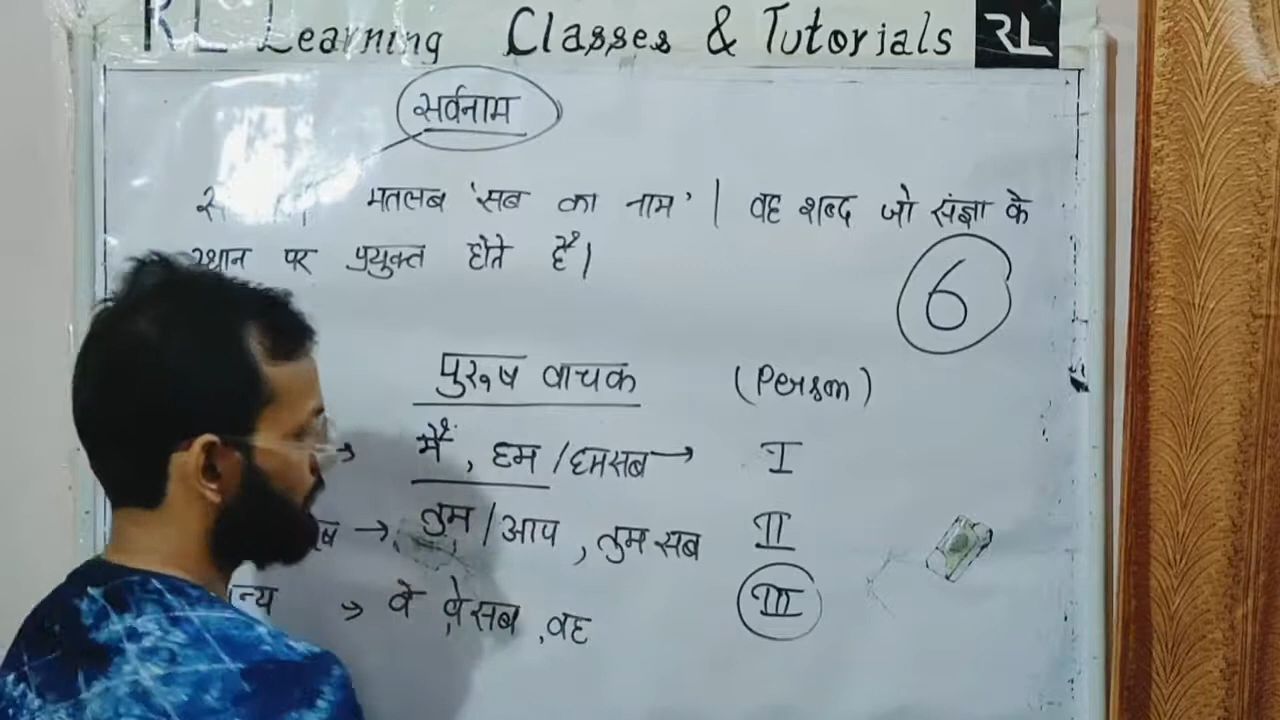 RL Learning Classes & Tutorials RL
सर्वनाम
मतलब 'सब का नाम' | वह शब्द जो संज्ञा के
स्थान पर प्रयुक्त होते हैं।
6
पुरूष वाचक (Person)
→ मैं, हम /हमसब → I
→ तुम /आप, तुम सब II
→ वे वेसब, वह III